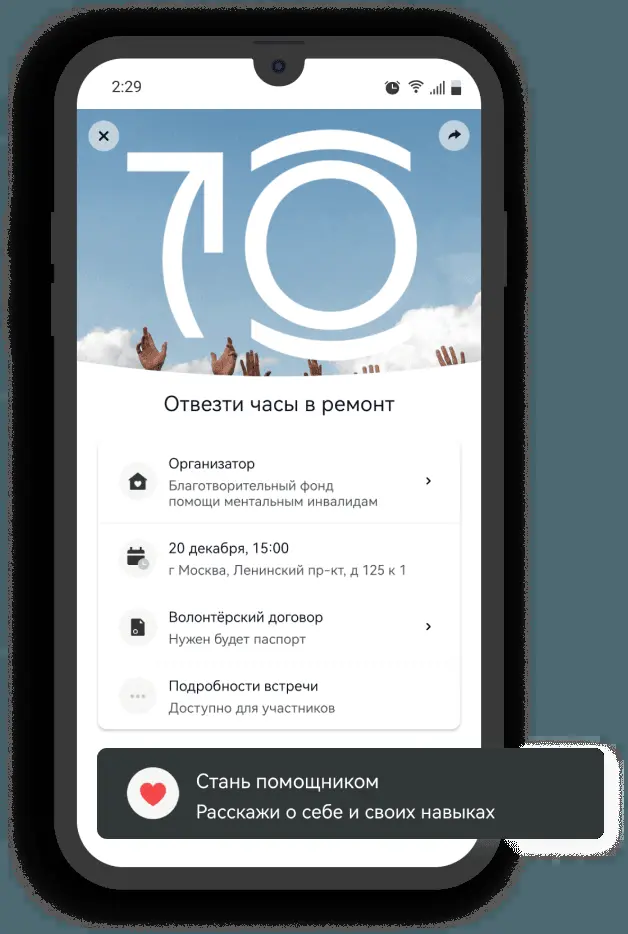 2:29
70
Отвезти часы в ремонт
Организатор
Благотворительный фонд
помощи ментальным инвалидам
20 декабря, 15:00
г Москва, Ленинский пр-кт, д 125 к 1
Волонтёрский договор
Нужен будет паспорт
Подробности встречи
Доступно для участников
Стань помощником
Расскажи о себе и своих навыках